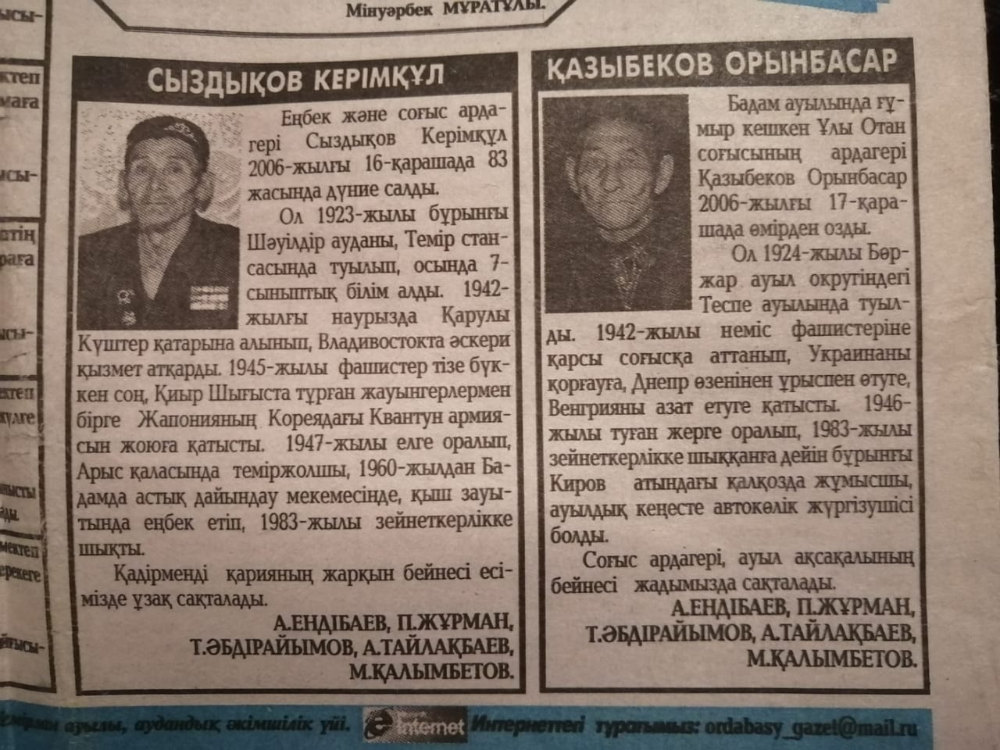 Мінуәрбек МҰРАТҰЛЫ.
СЫЗДЫҚОВ КЕРІМҚҰЛ
Еңбек және соғыс арда-
гері Сыздықов Керімқұл
2006-жылғы 16-қарашада 83
жасында дүние салды.
Ол 1923-жылы бұрынғы
Шәуілдір ауданы, Темір стан-
сасында туылып, осында 7-
сыныптық білім алды. 1942-
жылғы наурызда Қарулы
Күштер қатарына алынып, Владивостокта әскери
қызмет атқарды. 1945-жылы фашистер тізе бүк-
кен соң, Қиыр Шығыста тұрған жауынгерлермен
бірге Жапонияның Кореядағы Квантун армия-
сын жоюға қатысты. 1947-жылы елге оралып,
Арыс қаласында теміржолшы, 1960-жылдан Ба-
дамда астық дайындау мекемесінде, қыш зауы-
тында еңбек етіп, 1983-жылы зейнеткерлікке
шықты.
Қадірменді қарияның жарқын бейнесі есі-
мізде ұзақ сақталады.
А.ЕНДІБАЕВ, П.ЖҰРМАН,
Т.ӘБДІРАЙЫМОВ, А.ТАЙЛАҚБАЕВ,
М.ҚАЛЫМБЕТОВ.
ҚАЗЫБЕКОВ ОРЫНБАСАР
Бадам ауылында ғұ-
мыр кешкен Ұлы Отан
соғысының ардагері
Қазыбеков Орынбасар
2006-жылғы 17-қара-
шада өмірден озды.
Ол 1924-жылы Бөр-
жар ауыл округіндегі
Теспе ауылында туыл-
ды. 1942-жылы неміс фашистеріне
қарсы соғысқа аттанып, Украинаны
қорғауға, Днепр өзенінен ұрыспен өтуге,
Венгрияны азат етуге қатысты. 1946-
жылы туған жерге оралып, 1983-жылы
зейнеткерлікке шыққанға дейін бұрынғы
Киров атындағы қалқозда жұмысшы,
ауылдық кеңесте автокөлік жүргізушісі
болды.
Соғыс ардагері, ауыл ақсақалының
бейнесі жадымызда сақталады.
А.ЕНДІБАЕВ, П.ЖҰРМАН,
Т.ӘБДІРАЙЫМОВ, А.ТАЙЛАҚБАЕВ,
М.ҚАЛЫМБЕТОВ.
ауылы, аудандық әкімшілік үйі. Internet Интернеттегі тұрағымыз: ordabasy_gazet@mail.ru